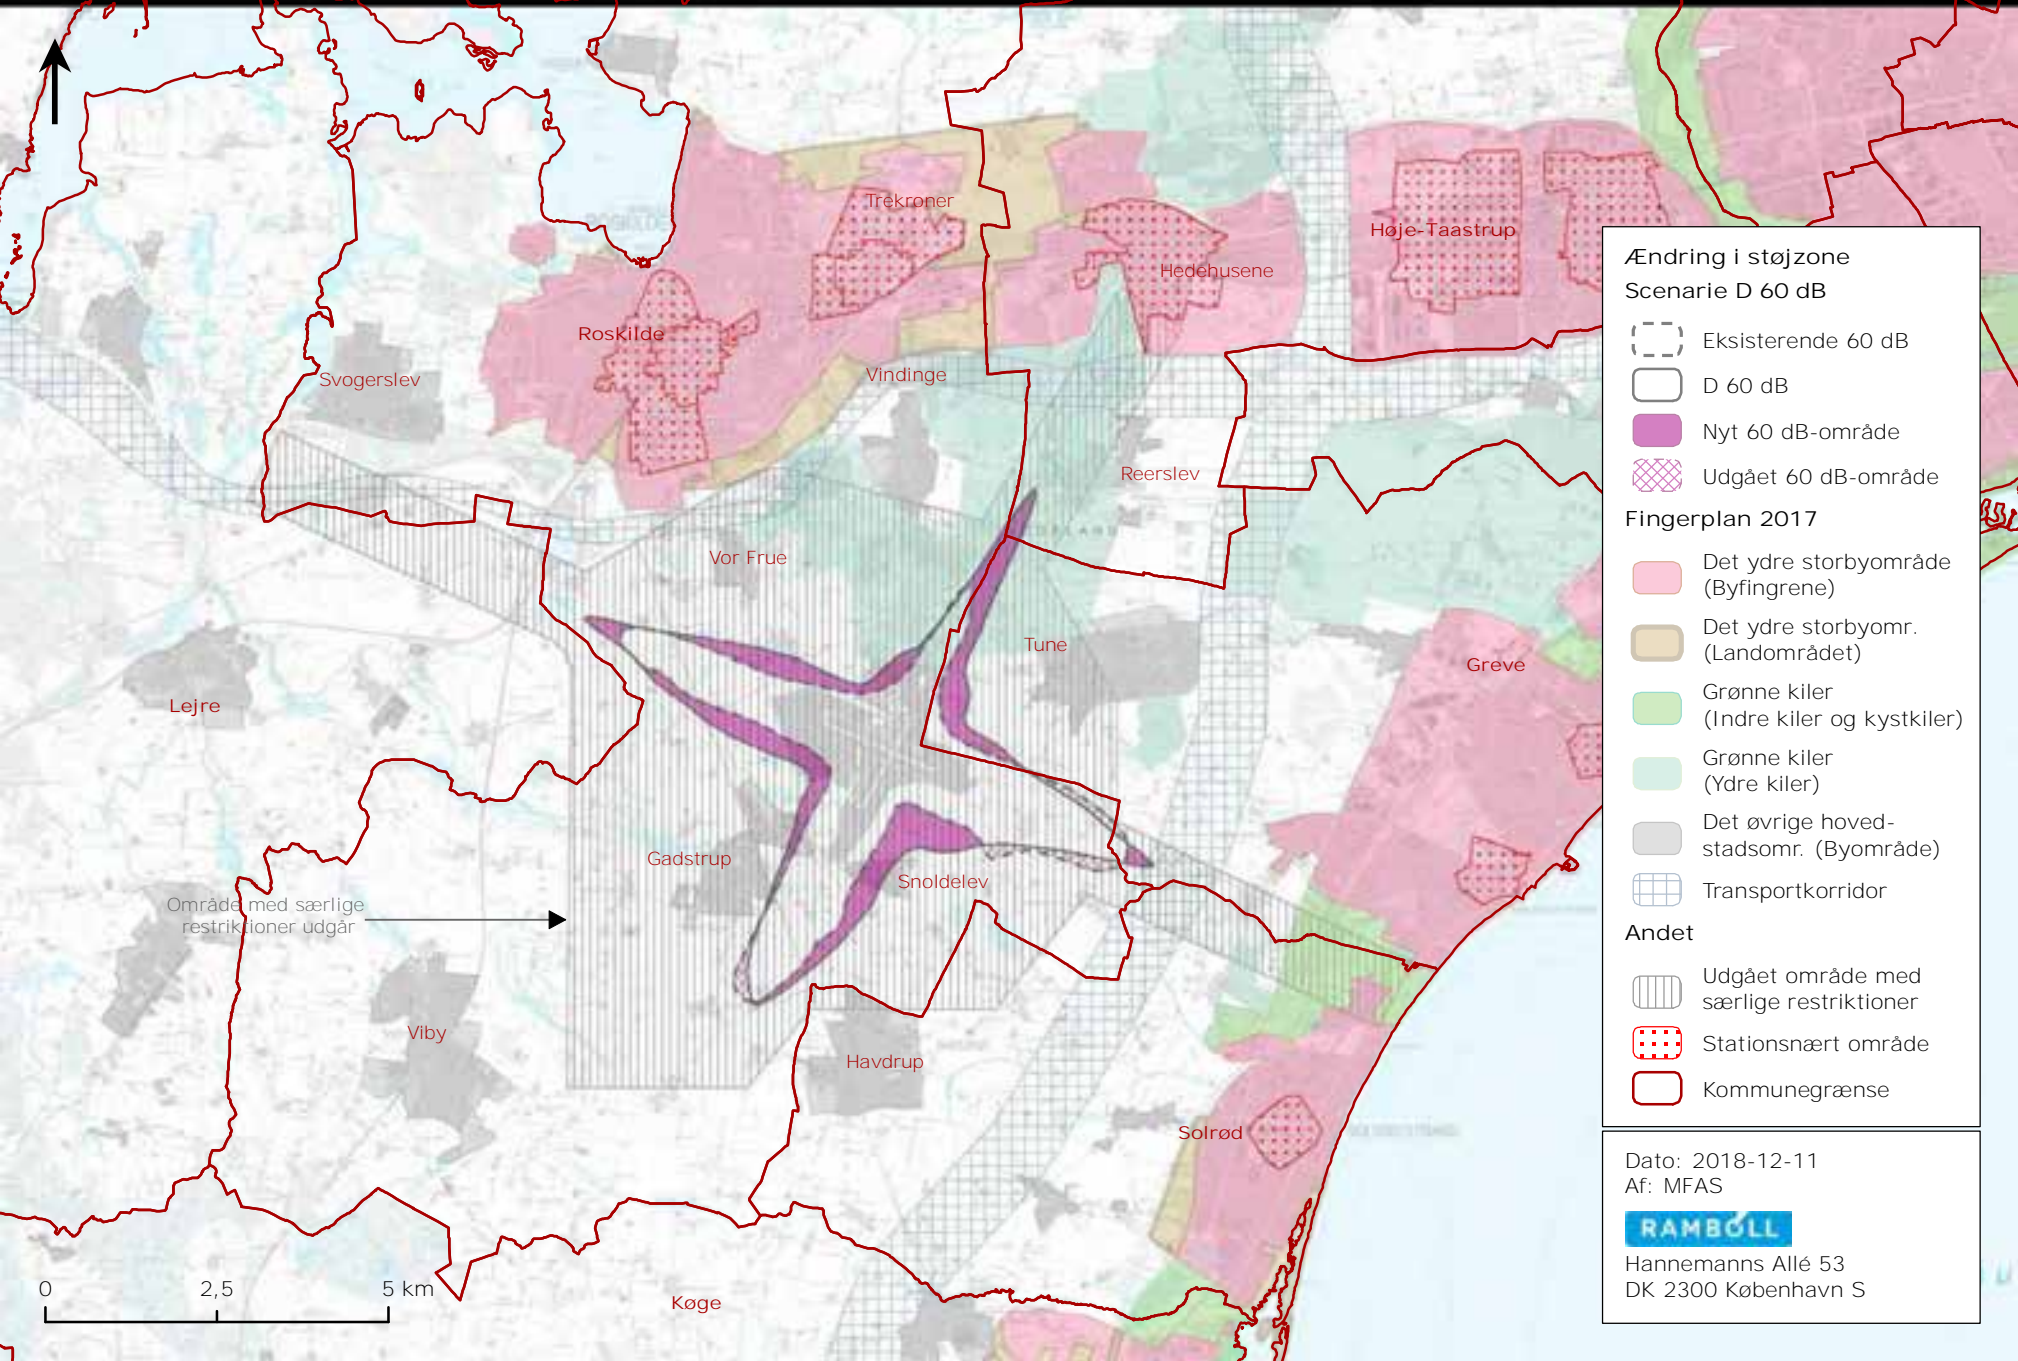 Trekroner
Høje-Taastrup
Hedehusene
Roskilde
Svogerslev
Vindinge
Reerslev
Vor Frue
Tune
Greve
Lejre
Gadstrup
Snoldelev
Område med særlige
restriktioner udgår
Viby
Havdrup
Solrød
Køge
0 2,5 5 km
Ændring i støjzone
Scenarie D 60 dB
Eksisterende 60 dB
D 60 dB
Nyt 60 dB-område
Udgået 60 dB-område
Fingerplan 2017
Det ydre storbyområde
(Byfingrene)
Det ydre storbyomr.
(Landområdet)
Grønne kiler
(Indre kiler og kystkiler)
Grønne kiler
(Ydre kiler)
Det øvrige hoved-
stadsomr. (Byområde)
Transportkorridor
Andet
Udgået område med
særlige restriktioner
Stationsnært område
Kommunegrænse
Dato: 2018-12-11
Af: MFAS
RAMBØLL
Hannemanns Allé 53
DK 2300 København S